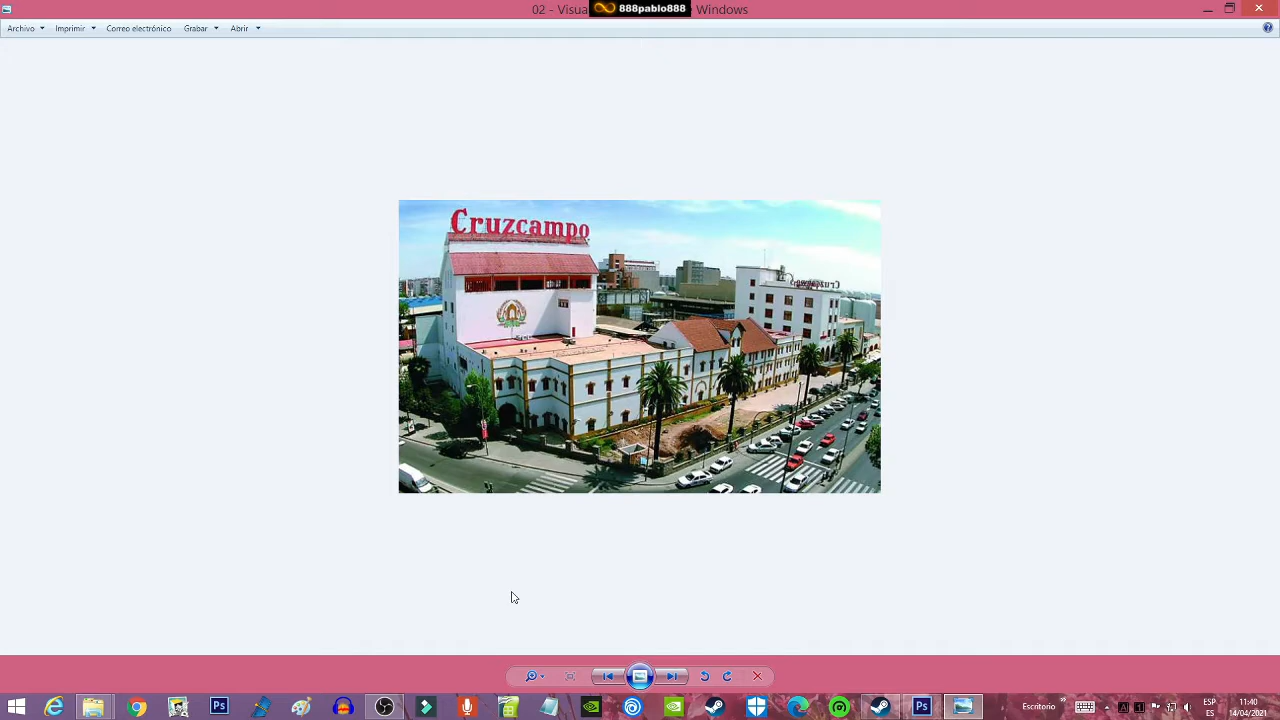 02 - Visua
888pablo888
Windows
Archivo Imprimir Correo electrónico Grabar Abrir
Cruzcampo
Cruzcampo
Escritorio
ESP
ES
11:40
14/04/2021